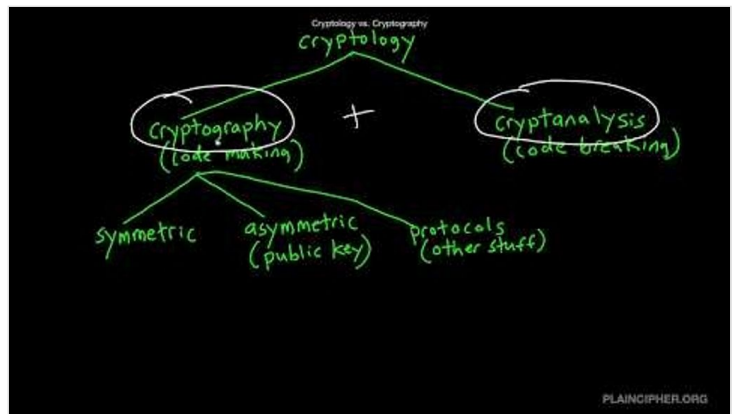 Cryptology vs. Cryptography
cryptology
cryptography + cryptanalysis
(code making) (code breaking)
symmetric asymmetric protocols
(public key) (other stuff)
PLAINCIPHER.ORG